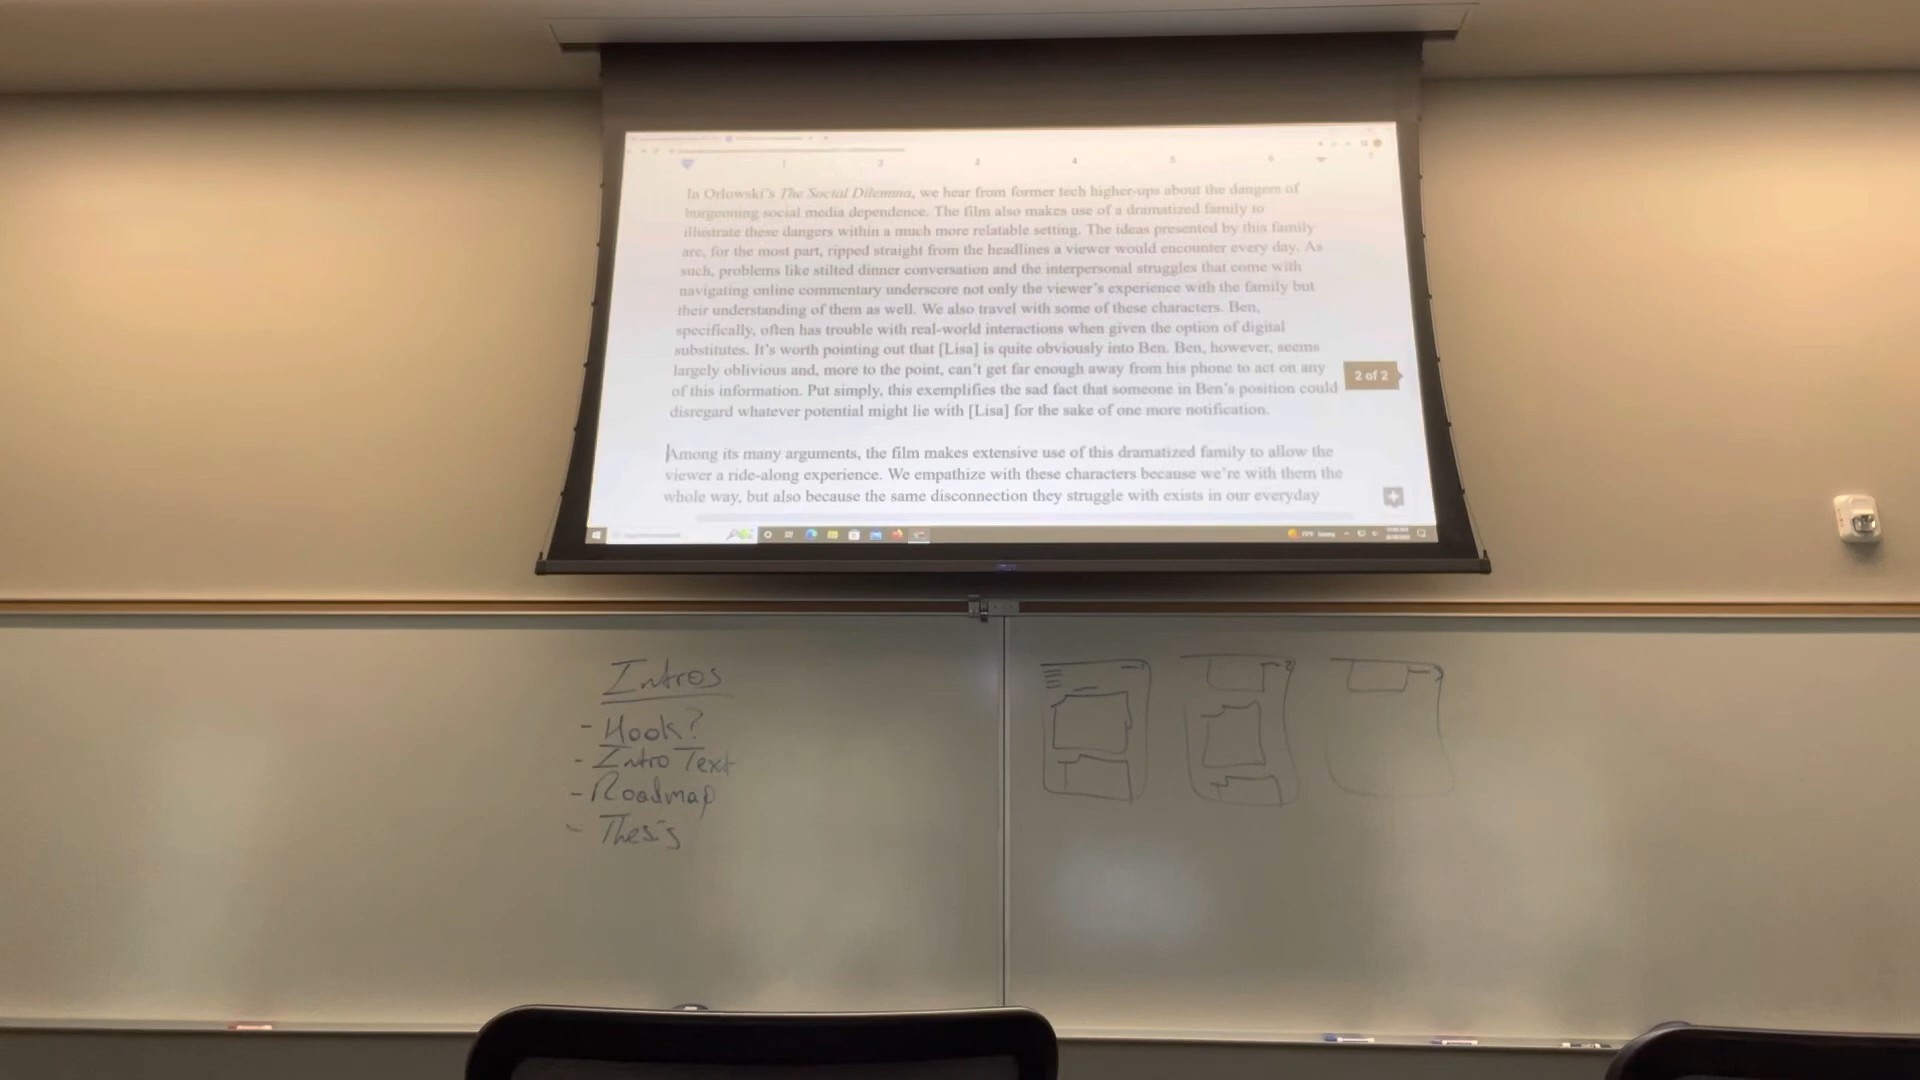 1 2 3 4 5 6 7
In Orlowski's The Social Dilemma, we hear from former tech higher-ups about the dangers of
burgeoning social media dependence. The film also makes use of a dramatized family to
illustrate these dangers within a much more relatable setting. The ideas presented by this family
are, for the most part, ripped straight from the headlines a viewer would encounter every day. As
such, problems like stilted dinner conversation and the interpersonal struggles that come with
navigating online commentary underscore not only the viewer's experience with the family but
their understanding of them as well. We also travel with some of these characters. Ben,
specifically, often has trouble with real-world interactions when given the option of digital
substitutes. It's worth pointing out that [Lisa] is quite obviously into Ben. Ben, however, seems
largely oblivious and, more to the point, can't get far enough away from his phone to act on any
of this information. Put simply, this exemplifies the sad fact that someone in Ben's position could
disregard whatever potential might lie with [Lisa] for the sake of one more notification.
2 of 2
Among its many arguments, the film makes extensive use of this dramatized family to allow the
viewer a ride-along experience. We empathize with these characters because we're with them the
whole way, but also because the same disconnection they struggle with exists in our everyday
Sunny
Intros
- Hook?
- Intro Text
- Roadmap
- Thesis